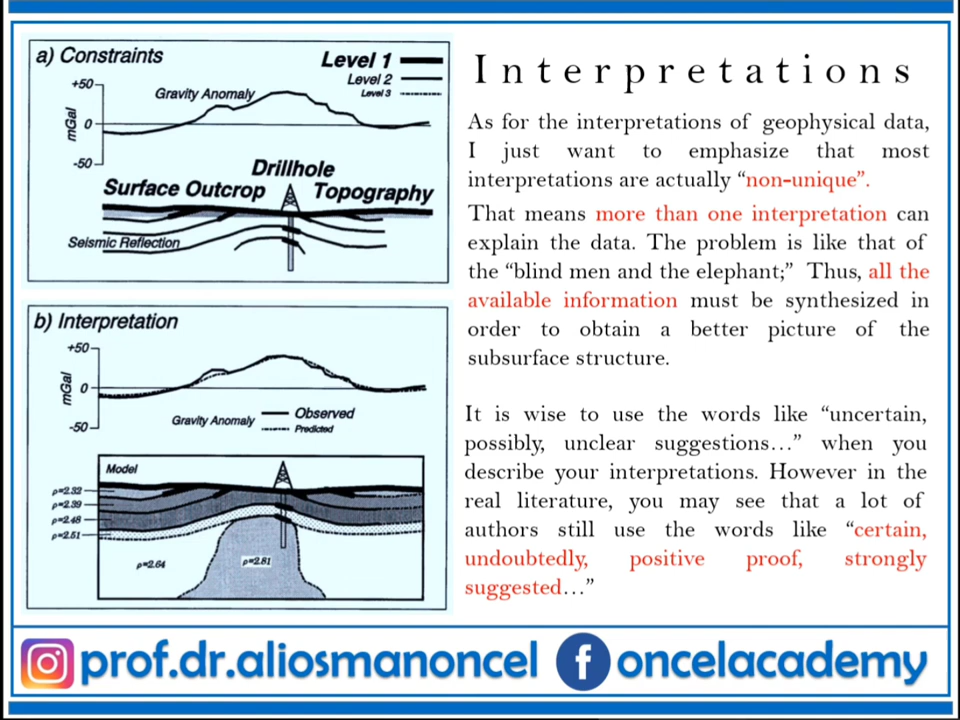 a) Constraints
Level 1
Level 2
Level 3
+50
0
-50
mGal
Gravity Anomaly
Drillhole
Surface Outcrop
Topography
Seismic Reflection
b) Interpretation
+50
0
-50
mGal
Gravity Anomaly
Observed
Predicted
Model
ρ=2.32
ρ=2.39
ρ=2.48
ρ=2.51
ρ=2.64
ρ=2.81
Interpretations
As for the interpretations of geophysical data,
I just want to emphasize that most
interpretations are actually “non-unique”.
That means more than one interpretation can
explain the data. The problem is like that of
the “blind men and the elephant;” Thus, all the
available information must be synthesized in
order to obtain a better picture of the
subsurface structure.
It is wise to use the words like “uncertain,
possibly, unclear suggestions…” when you
describe your interpretations. However in the
real literature, you may see that a lot of
authors still use the words like “certain,
undoubtedly, positive proof, strongly
suggested…”
prof.dr.aliosmanoncel
f oncelacademy